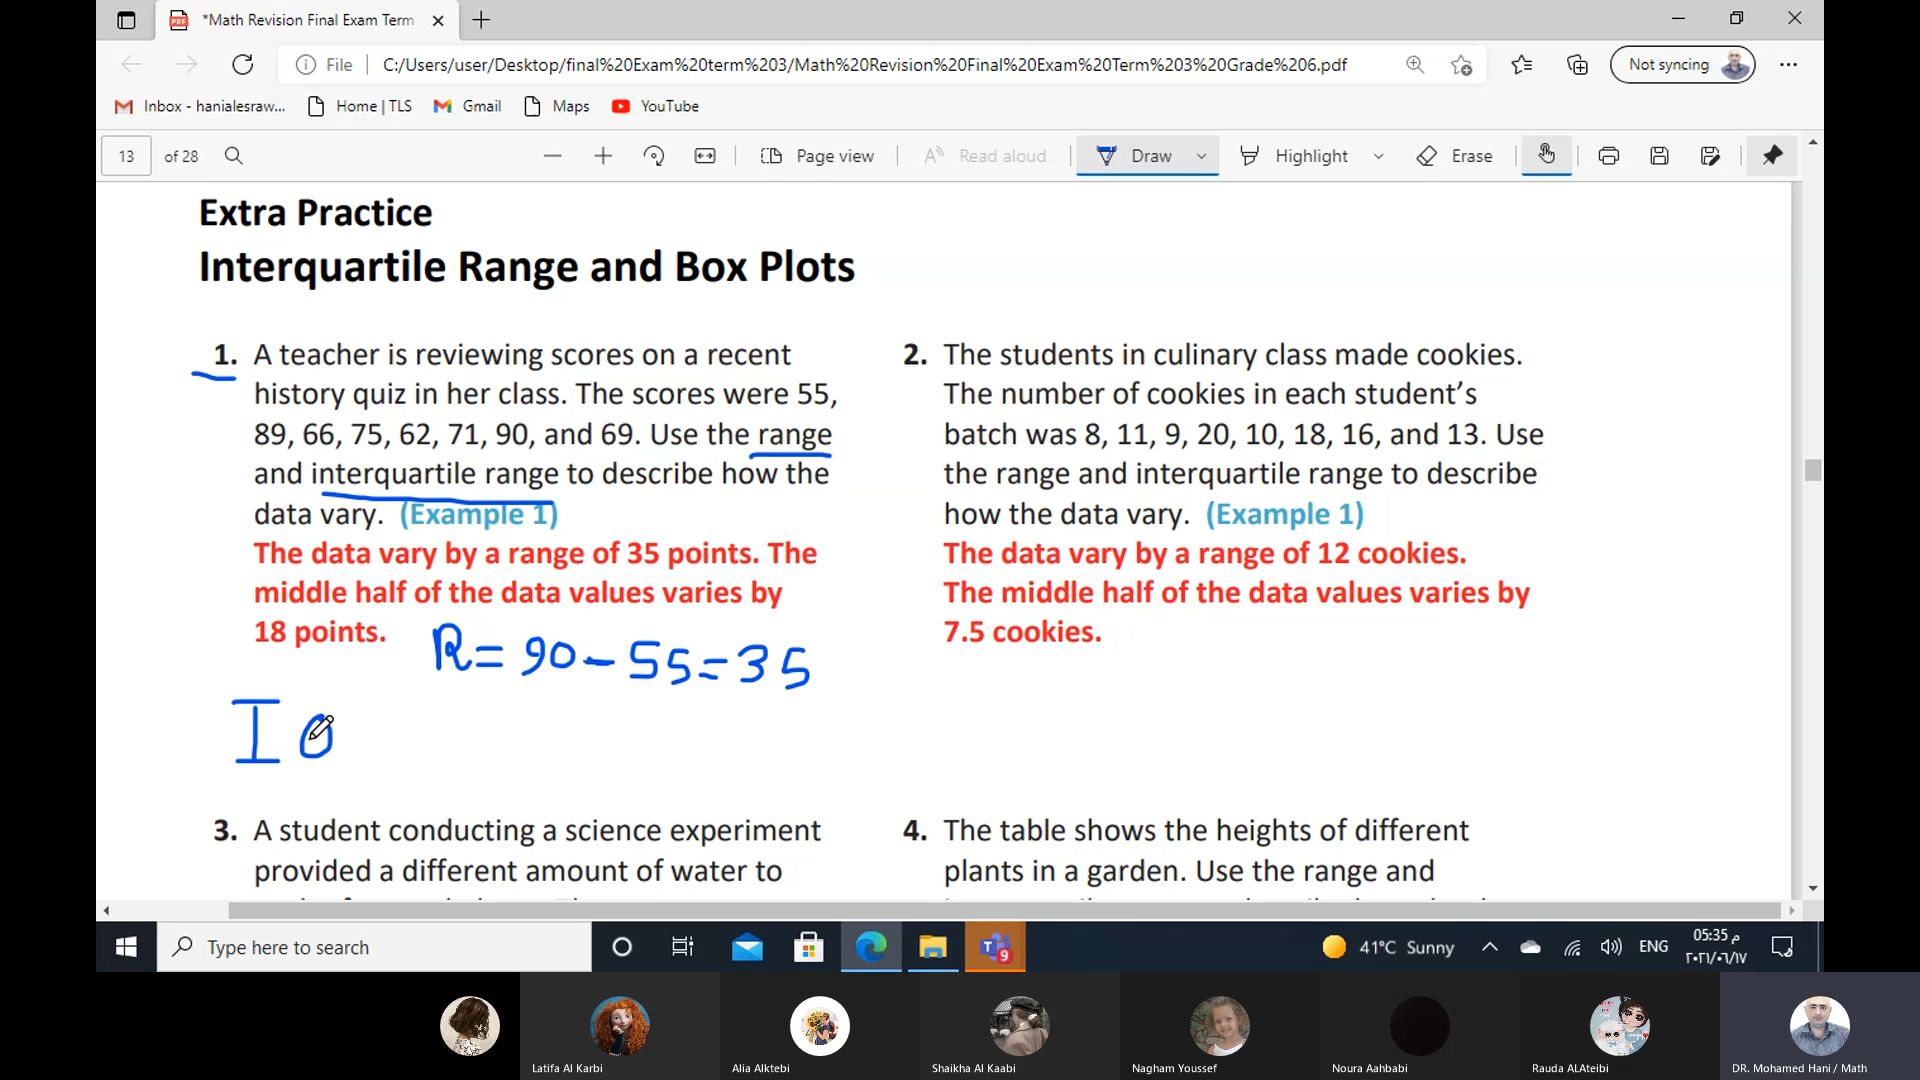 *Math Revision Final Exam Term
File
C:/Users/user/Desktop/final%20Exam%20term%203/Math%20Revision%20Final%20Exam%20Term%203%20Grade%206.pdf
Not syncing
Inbox - hanialesraw...
Home | TLS
Gmail
Maps
YouTube
13 of 28
Page view
Read aloud
Draw
Highlight
Erase
Extra Practice
Interquartile Range and Box Plots
1. A teacher is reviewing scores on a recent
history quiz in her class. The scores were 55,
89, 66, 75, 62, 71, 90, and 69. Use the range
and interquartile range to describe how the
data vary. (Example 1)
The data vary by a range of 35 points. The
middle half of the data values varies by
18 points.
R = 90 - 55 = 35
I
2. The students in culinary class made cookies.
The number of cookies in each student’s
batch was 8, 11, 9, 20, 10, 18, 16, and 13. Use
the range and interquartile range to describe
how the data vary. (Example 1)
The data vary by a range of 12 cookies.
The middle half of the data values varies by
7.5 cookies.
3. A student conducting a science experiment
provided a different amount of water to
4. The table shows the heights of different
plants in a garden. Use the range and
Type here to search
9
41°C Sunny
ENG
05:35 م
٢٠٢١/٠٦/١٧
Latifa Al Karbi
Alia Alktebi
Shaikha Al Kaabi
Nagham Youssef
Noura Aahbabi
Rauda ALAteibi
DR. Mohamed Hani / Math